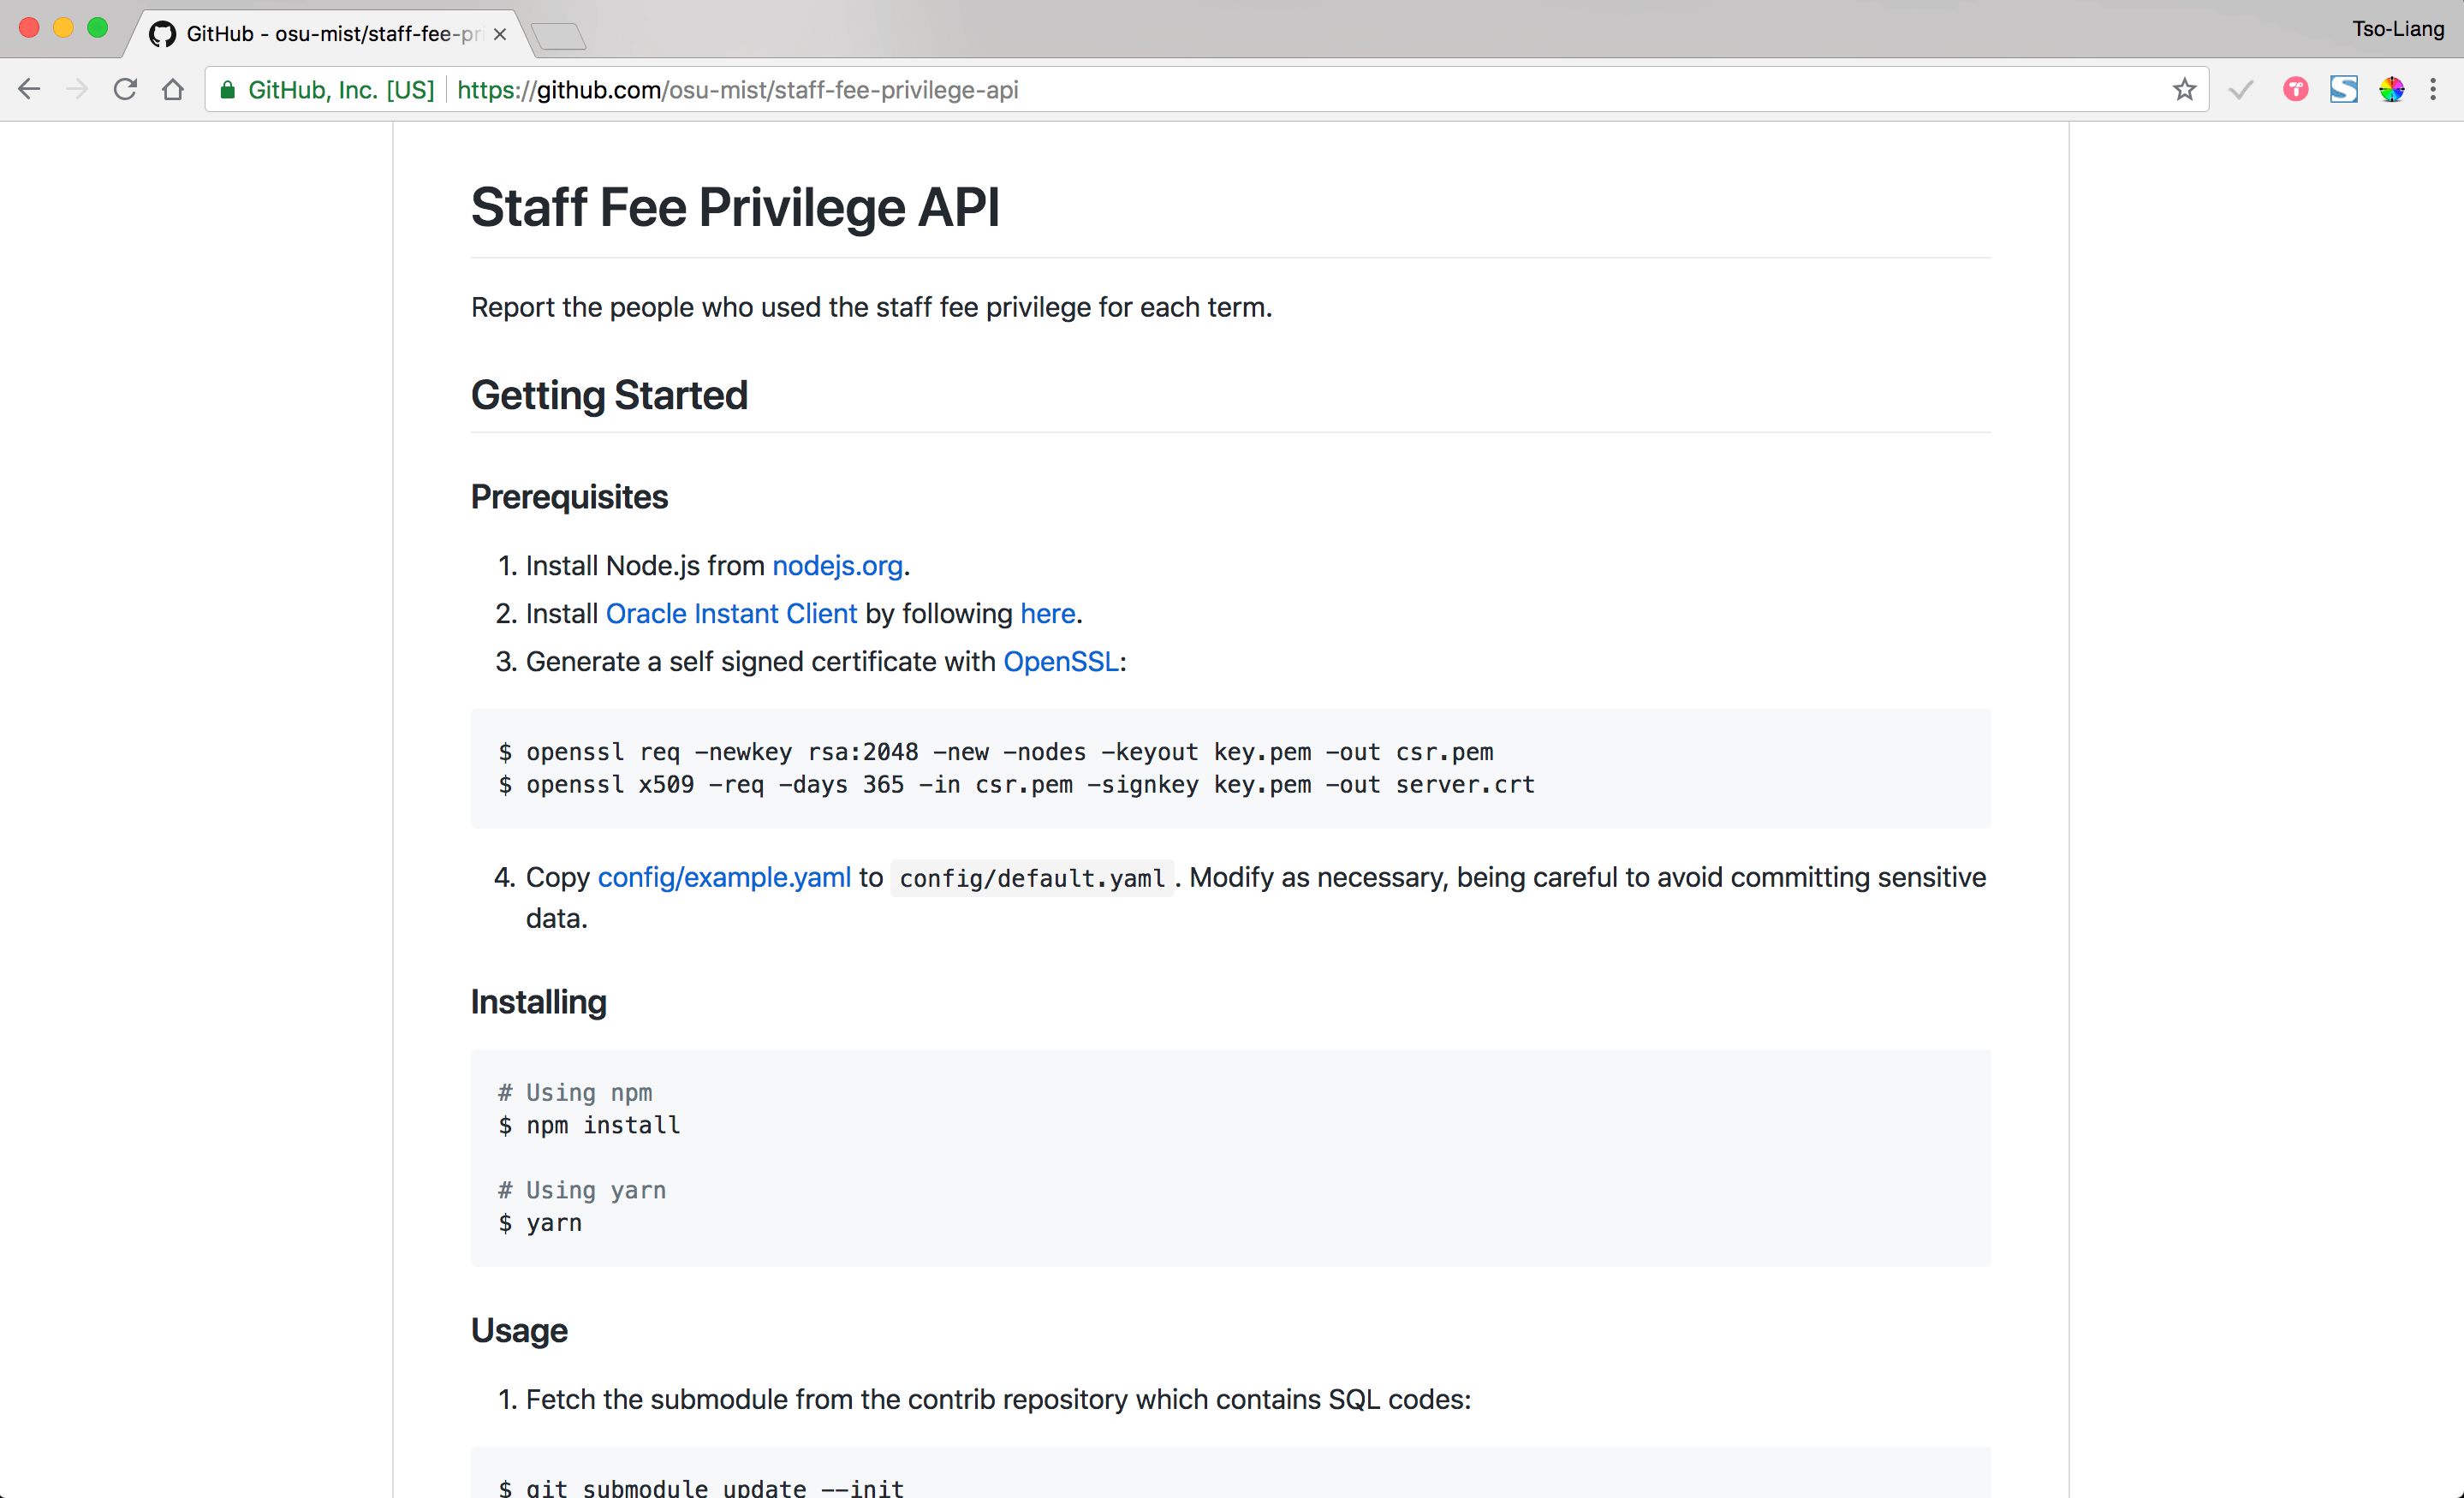 GitHub - osu-mist/staff-fee-pri
Tso-Liang
GitHub, Inc. [US] https://github.com/osu-mist/staff-fee-privilege-api
Staff Fee Privilege API
Report the people who used the staff fee privilege for each term.
Getting Started
Prerequisites
1. Install Node.js from nodejs.org.
2. Install Oracle Instant Client by following here.
3. Generate a self signed certificate with OpenSSL:
$ openssl req -newkey rsa:2048 -new -nodes -keyout key.pem -out csr.pem
$ openssl x509 -req -days 365 -in csr.pem -signkey key.pem -out server.crt
4. Copy config/example.yaml to config/default.yaml. Modify as necessary, being careful to avoid committing sensitive
data.
Installing
# Using npm
$ npm install
# Using yarn
$ yarn
Usage
1. Fetch the submodule from the contrib repository which contains SQL codes:
$ git submodule update --init